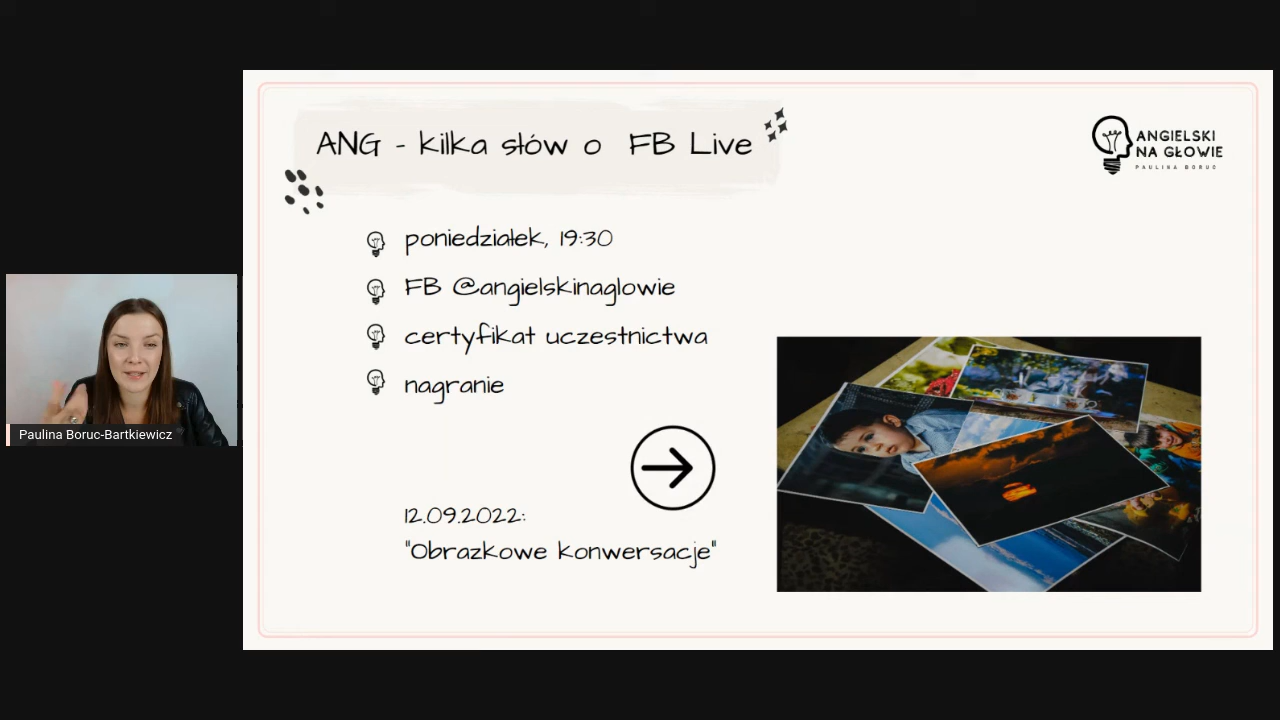 ANG - kilka słów o FB Live
ANGIELSKI
NA GŁOWIE
PAULINA BORUC
poniedziałek, 19:30
FB @angielskinaglowie
certyfikat uczestnictwa
nagranie
12.09.2022:
"Obrazkowe konwersacje"
Paulina Boruc-Bartkiewicz